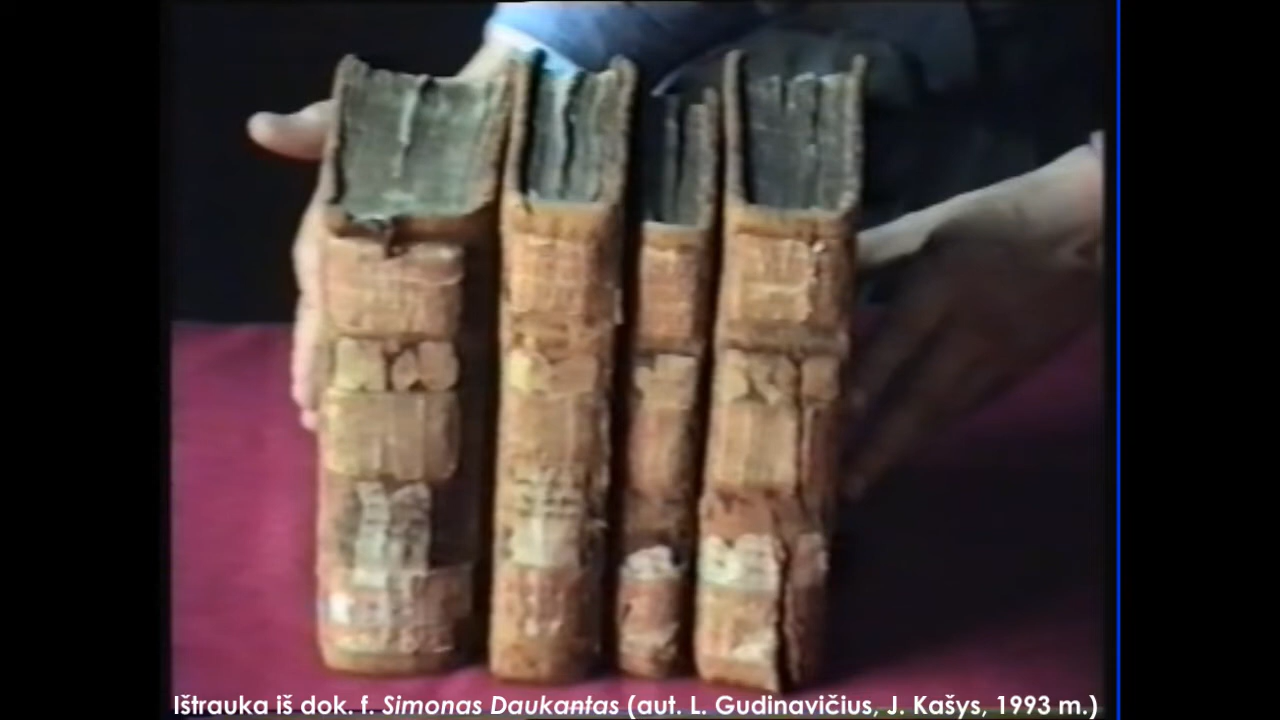 Ištrauka iš dok. f. Simonas Daukantas (aut. L. Gudinavičius, J. Kašys, 1993 m.)